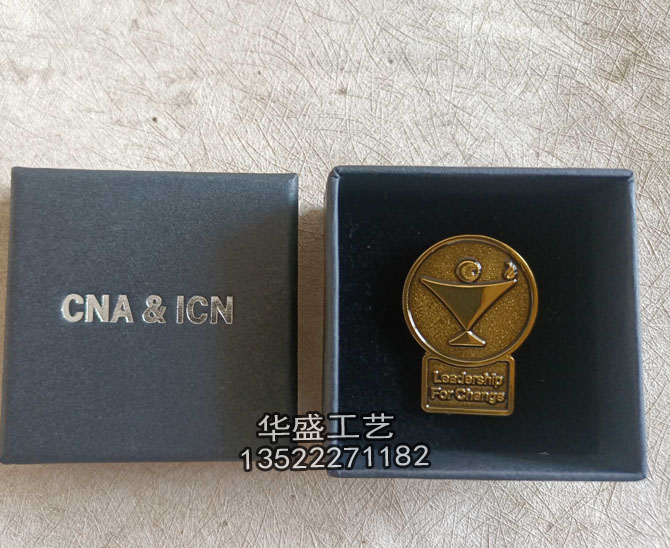 CNA & ICN
Leadership
For Change
华盛工艺
13522271182